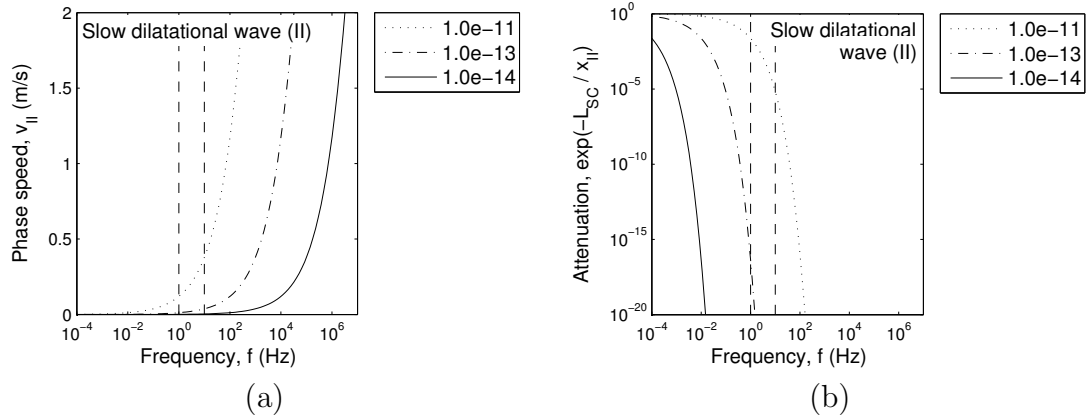 Slow dilatational wave (II)
Phase speed, v_II (m/s)
2
1.5
1
0.5
0
10^−4
10^−2
10^0
10^2
10^4
10^6
Frequency, f (Hz)
1.0e−11
1.0e−13
1.0e−14
(a)
Slow dilatational
wave (II)
Attenuation, exp(−L_SC / x_II)
10^0
10^−5
10^−10
10^−15
10^−20
10^−4
10^−2
10^0
10^2
10^4
10^6
Frequency, f (Hz)
1.0e−11
1.0e−13
1.0e−14
(b)